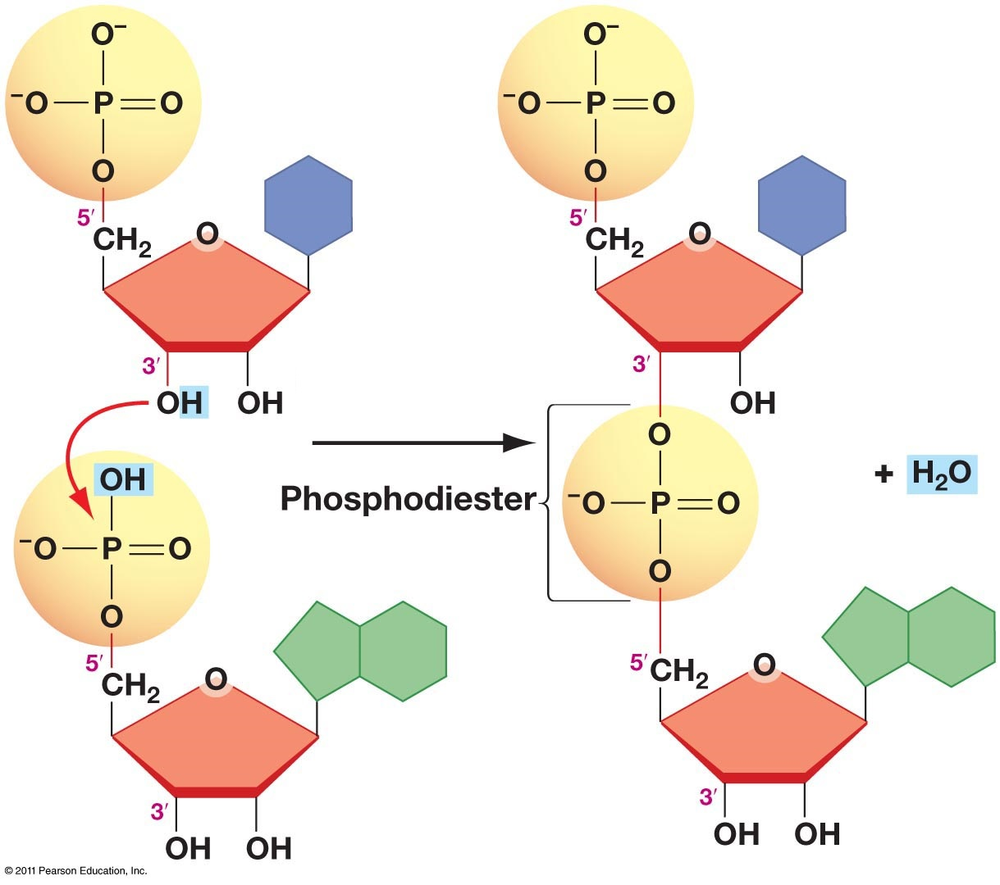 O⁻ O⁻
⁻O P O ⁻O P O
O O
5′ 5′
CH₂ O CH₂ O
3′ 3′
OH OH OH
O
OH + H₂O
Phosphodiester ⁻O P O
⁻O P O
O
O
5′ 5′
CH₂ O CH₂ O
3′ 3′
OH OH OH OH
© 2011 Pearson Education, Inc.